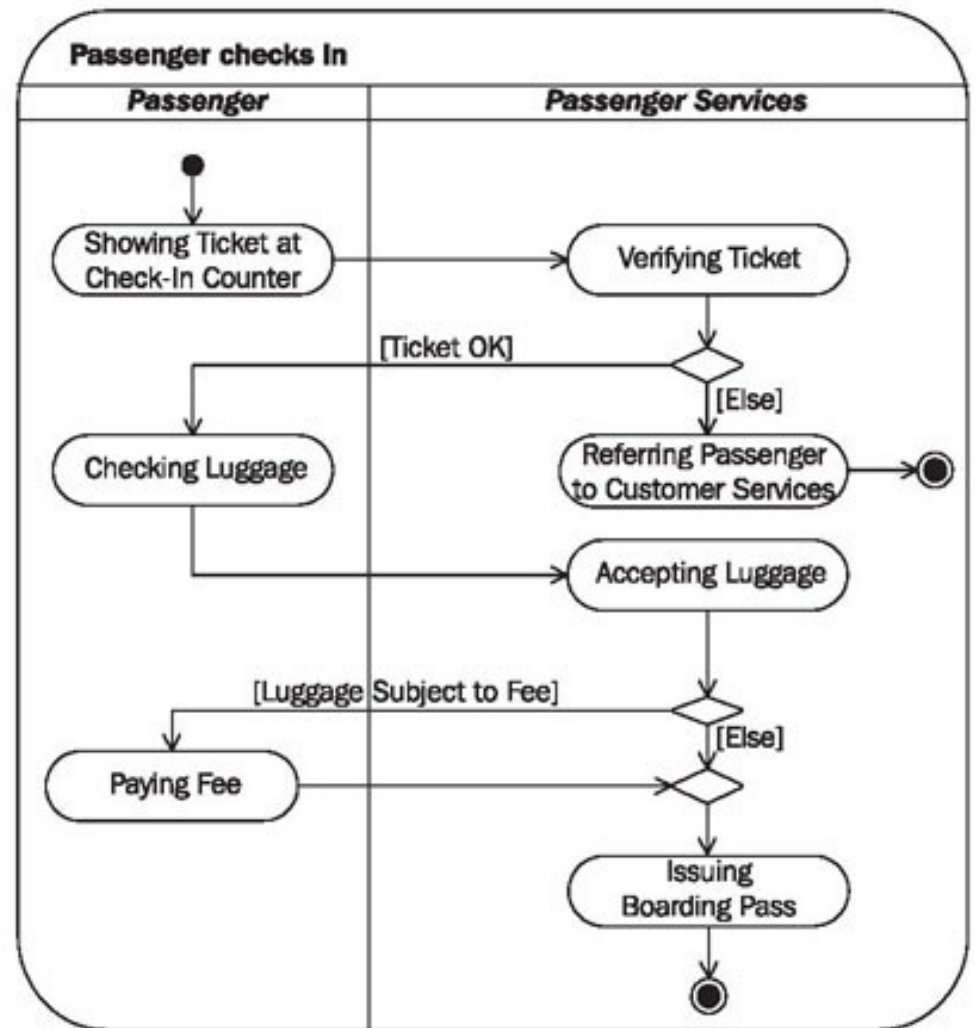 Passenger checks In
Passenger
Passenger Services
Showing Ticket at
Check-In Counter
Verifying Ticket
[Ticket OK]
[Else]
Checking Luggage
Referring Passenger
to Customer Services
Accepting Luggage
[Luggage Subject to Fee]
[Else]
Paying Fee
Issuing
Boarding Pass